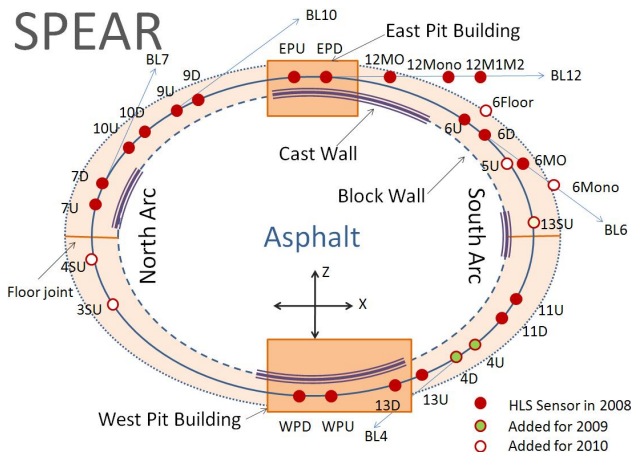 SPEAR
BL10
East Pit Building
BL7
EPU
EPD
12MO
12Mono
12M1M2
BL12
9D
9U
10D
10U
6Floor
6U
6D
Cast Wall
5U
6MO
6Mono
7D
7U
Block Wall
13SU
BL6
North Arc
South Arc
Asphalt
4SU
Floor joint
3SU
Z
X
11U
11D
4U
4D
13U
13D
West Pit Building
WPD
WPU
BL4
HLS Sensor in 2008
Added for 2009
Added for 2010